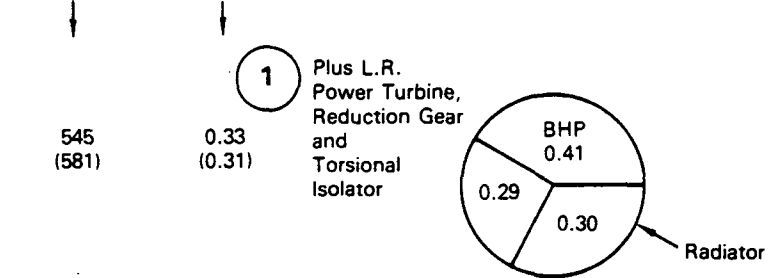 1
Plus L.R.
Power Turbine,
Reduction Gear
and
Torsional
Isolator
545
(581)
0.33
(0.31)
BHP
0.41
0.29
0.30
Radiator